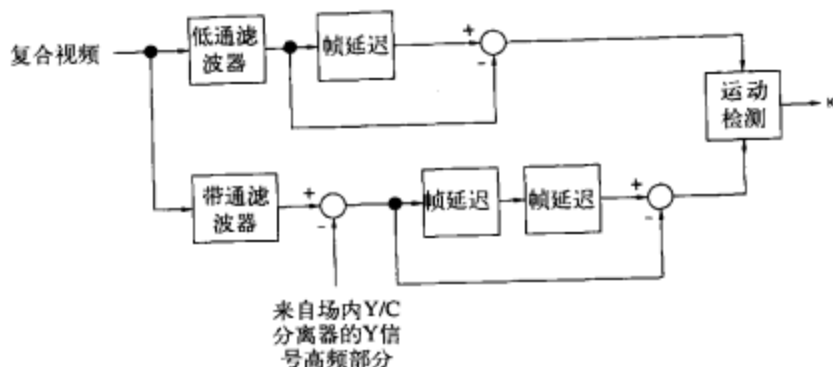 复合视频
低通滤
波器
帧延迟
+
-
运动
检测
K
带通滤
波器
+
-
帧延迟
帧延迟
+
-
来自场内Y/C
分离器的Y信
号高频部分